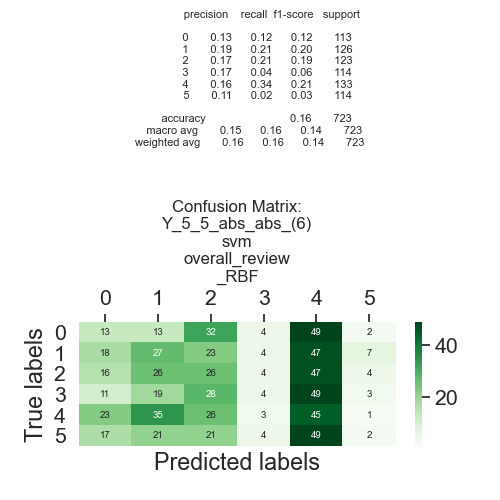 precision recall f1-score support
0 0.13 0.12 0.12 113
1 0.19 0.21 0.20 126
2 0.17 0.21 0.19 123
3 0.17 0.04 0.06 114
4 0.16 0.34 0.21 133
5 0.11 0.02 0.03 114
accuracy 0.16 723
macro avg 0.15 0.16 0.14 723
weighted avg 0.16 0.16 0.14 723
Confusion Matrix:
Y_5_5_abs_abs_(6)
svm
overall_review
_RBF
0 1 2 3 4 5
0 13 13 32 4 49 2
1 18 27 23 4 47 7
2 16 26 26 4 47 4
3 11 19 28 4 49 3
4 23 35 26 3 45 1
5 17 21 21 4 49 2
True labels
Predicted labels
40
20